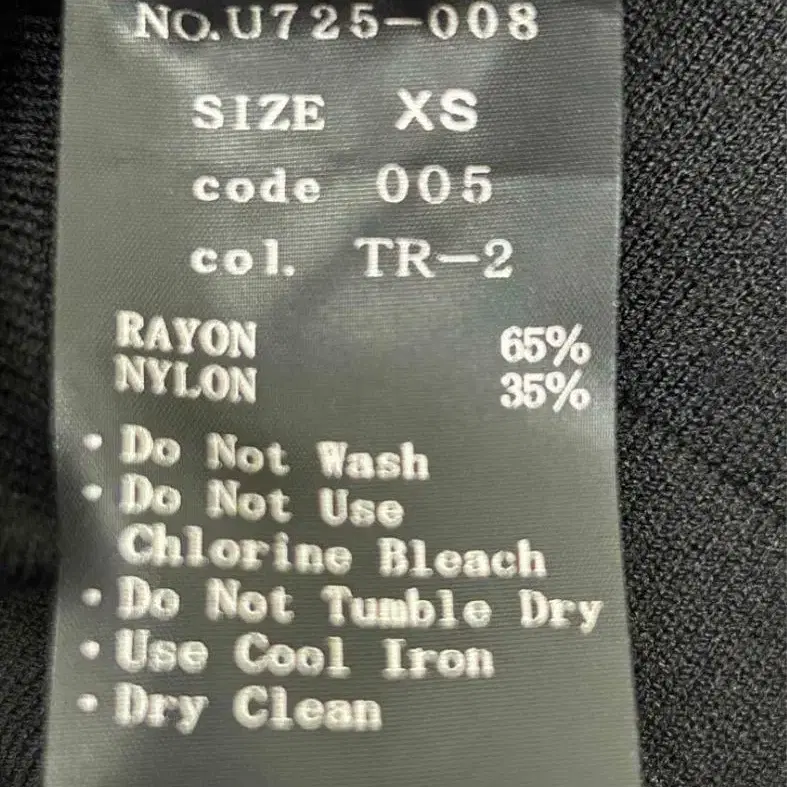 NO.U725-008
SIZE XS
code 005
col. TR-2
RAYON 65%
NYLON 35%
・Do Not Wash
・Do Not Use
Chlorine Bleach
・Do Not Tumble Dry
・Use Cool Iron
・Dry Clean